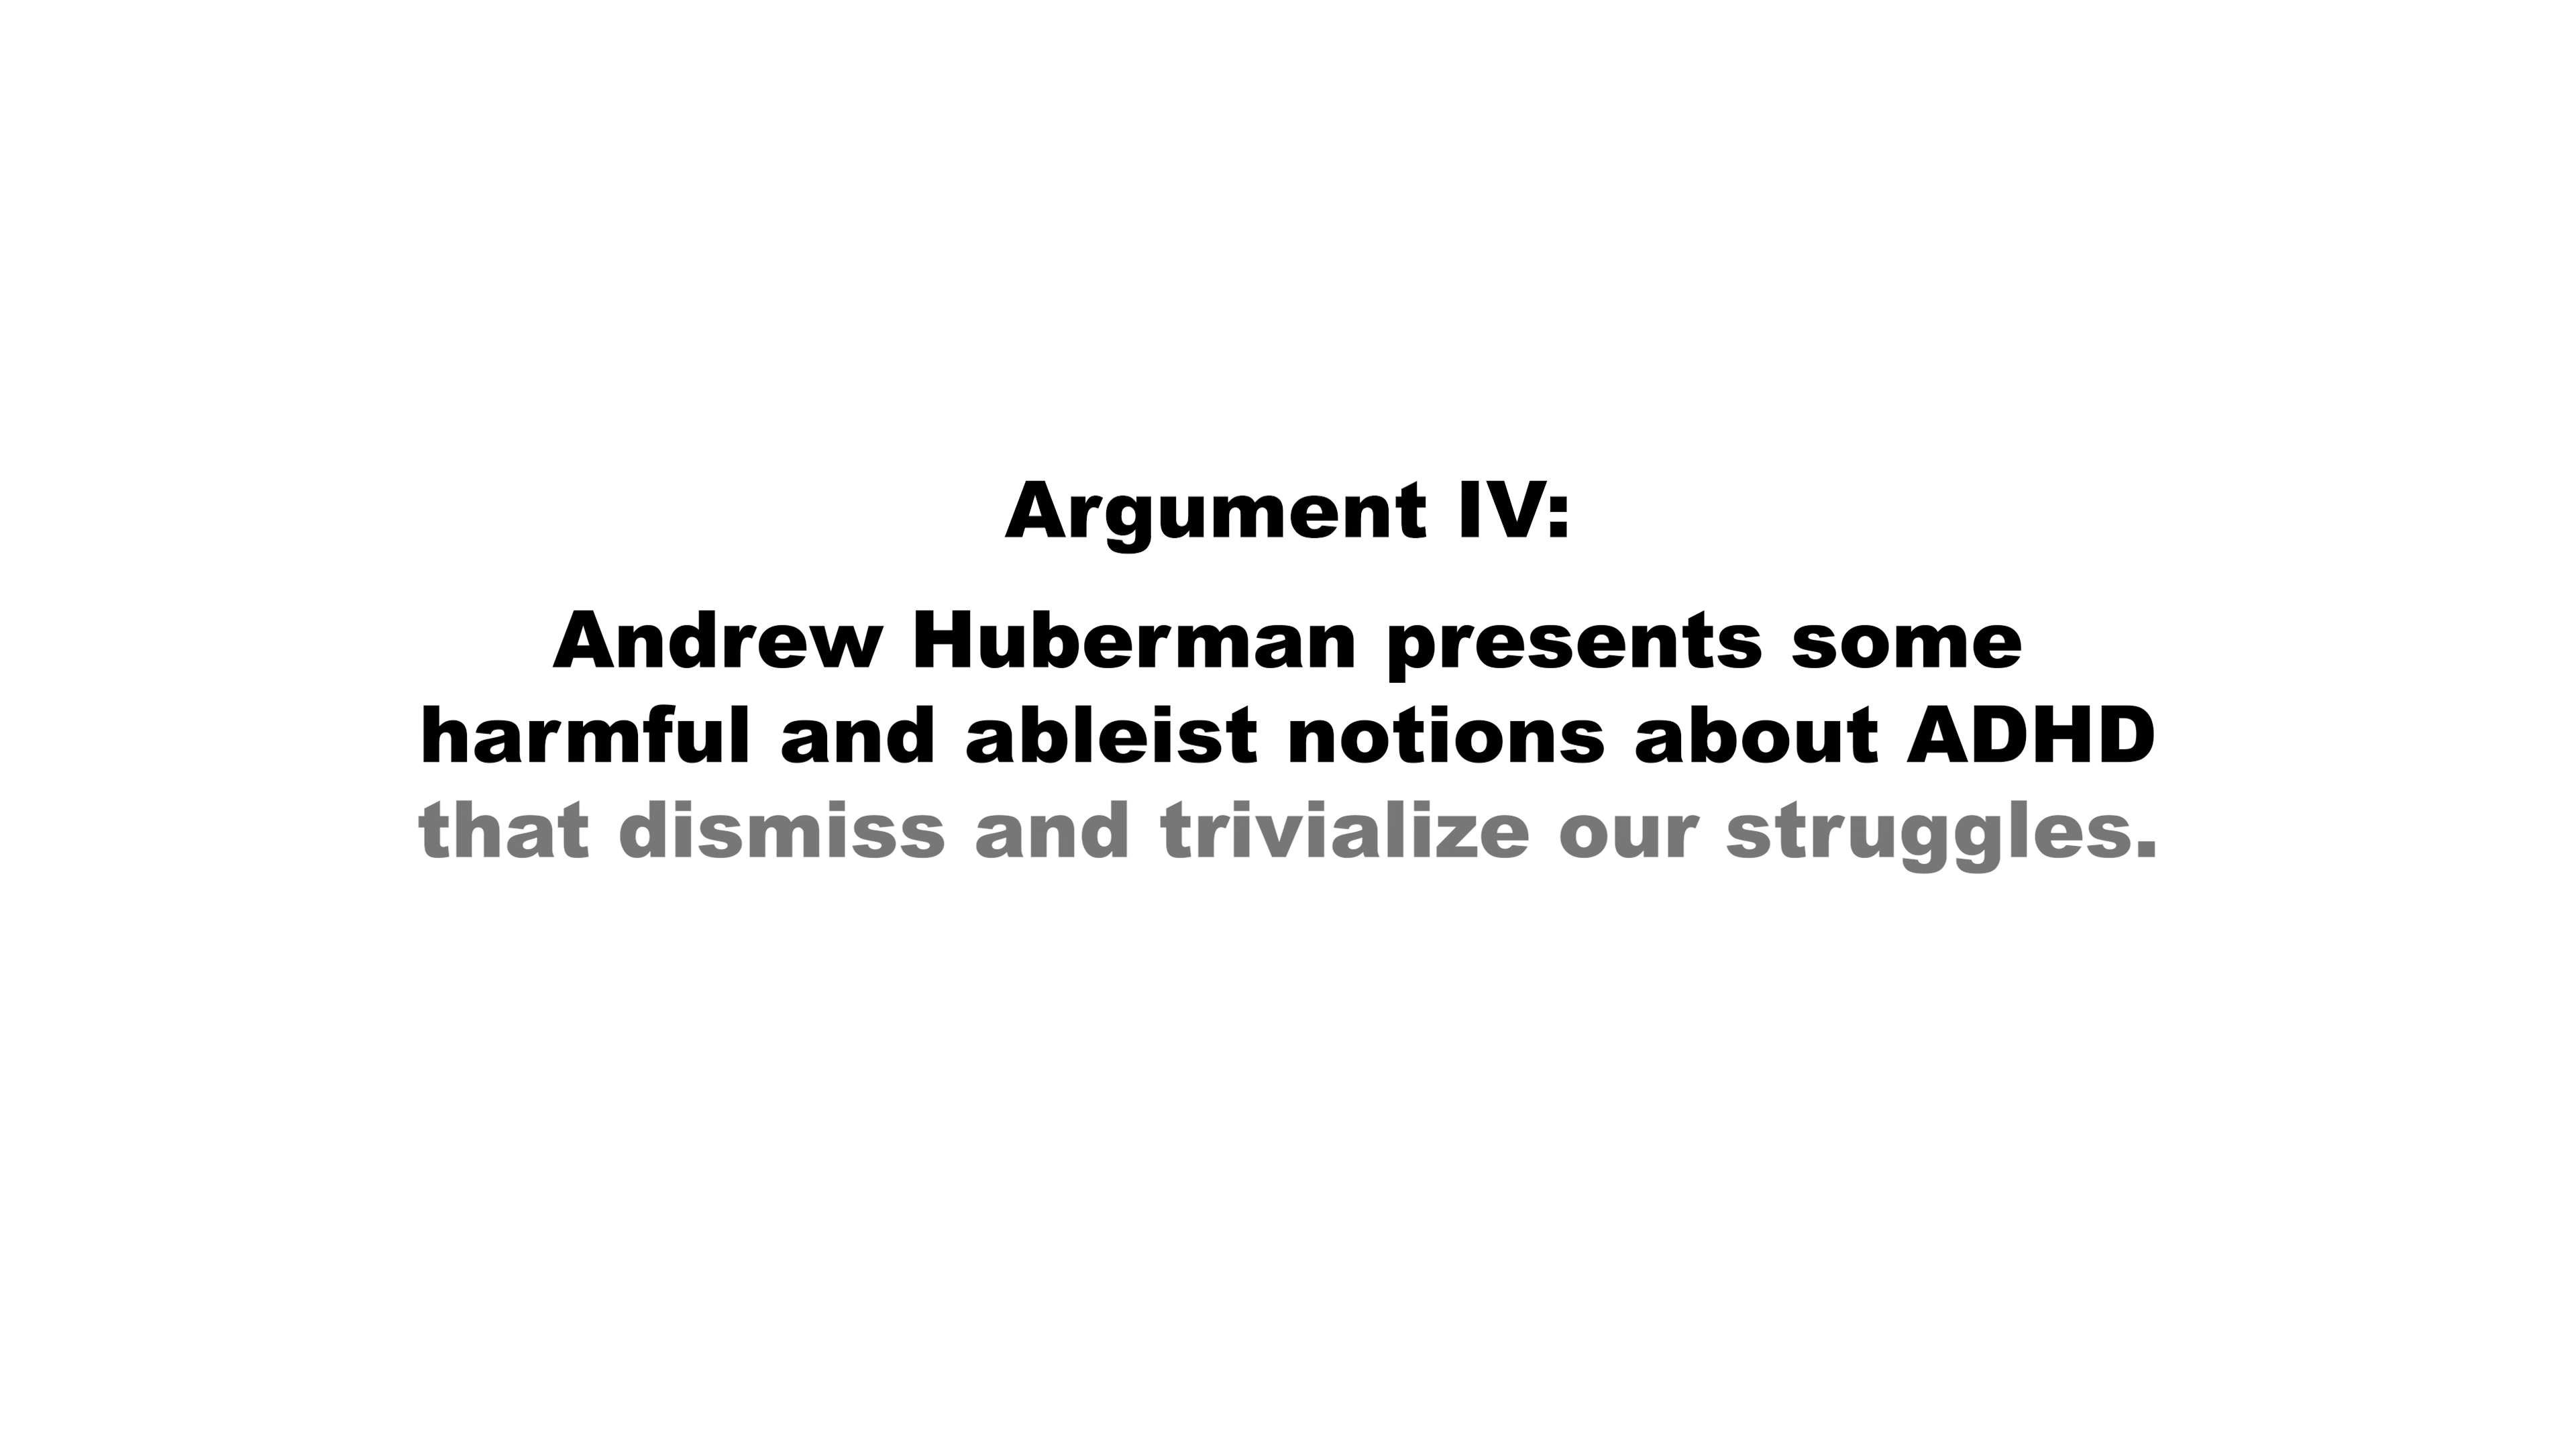 Argument IV:
Andrew Huberman presents some
harmful and ableist notions about ADHD
that dismiss and trivialize our struggles.